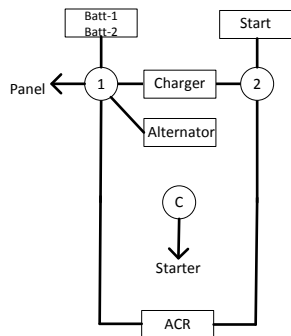 Batt-1
Batt-2
Start
Panel
1
Charger
2
Alternator
C
Starter
ACR